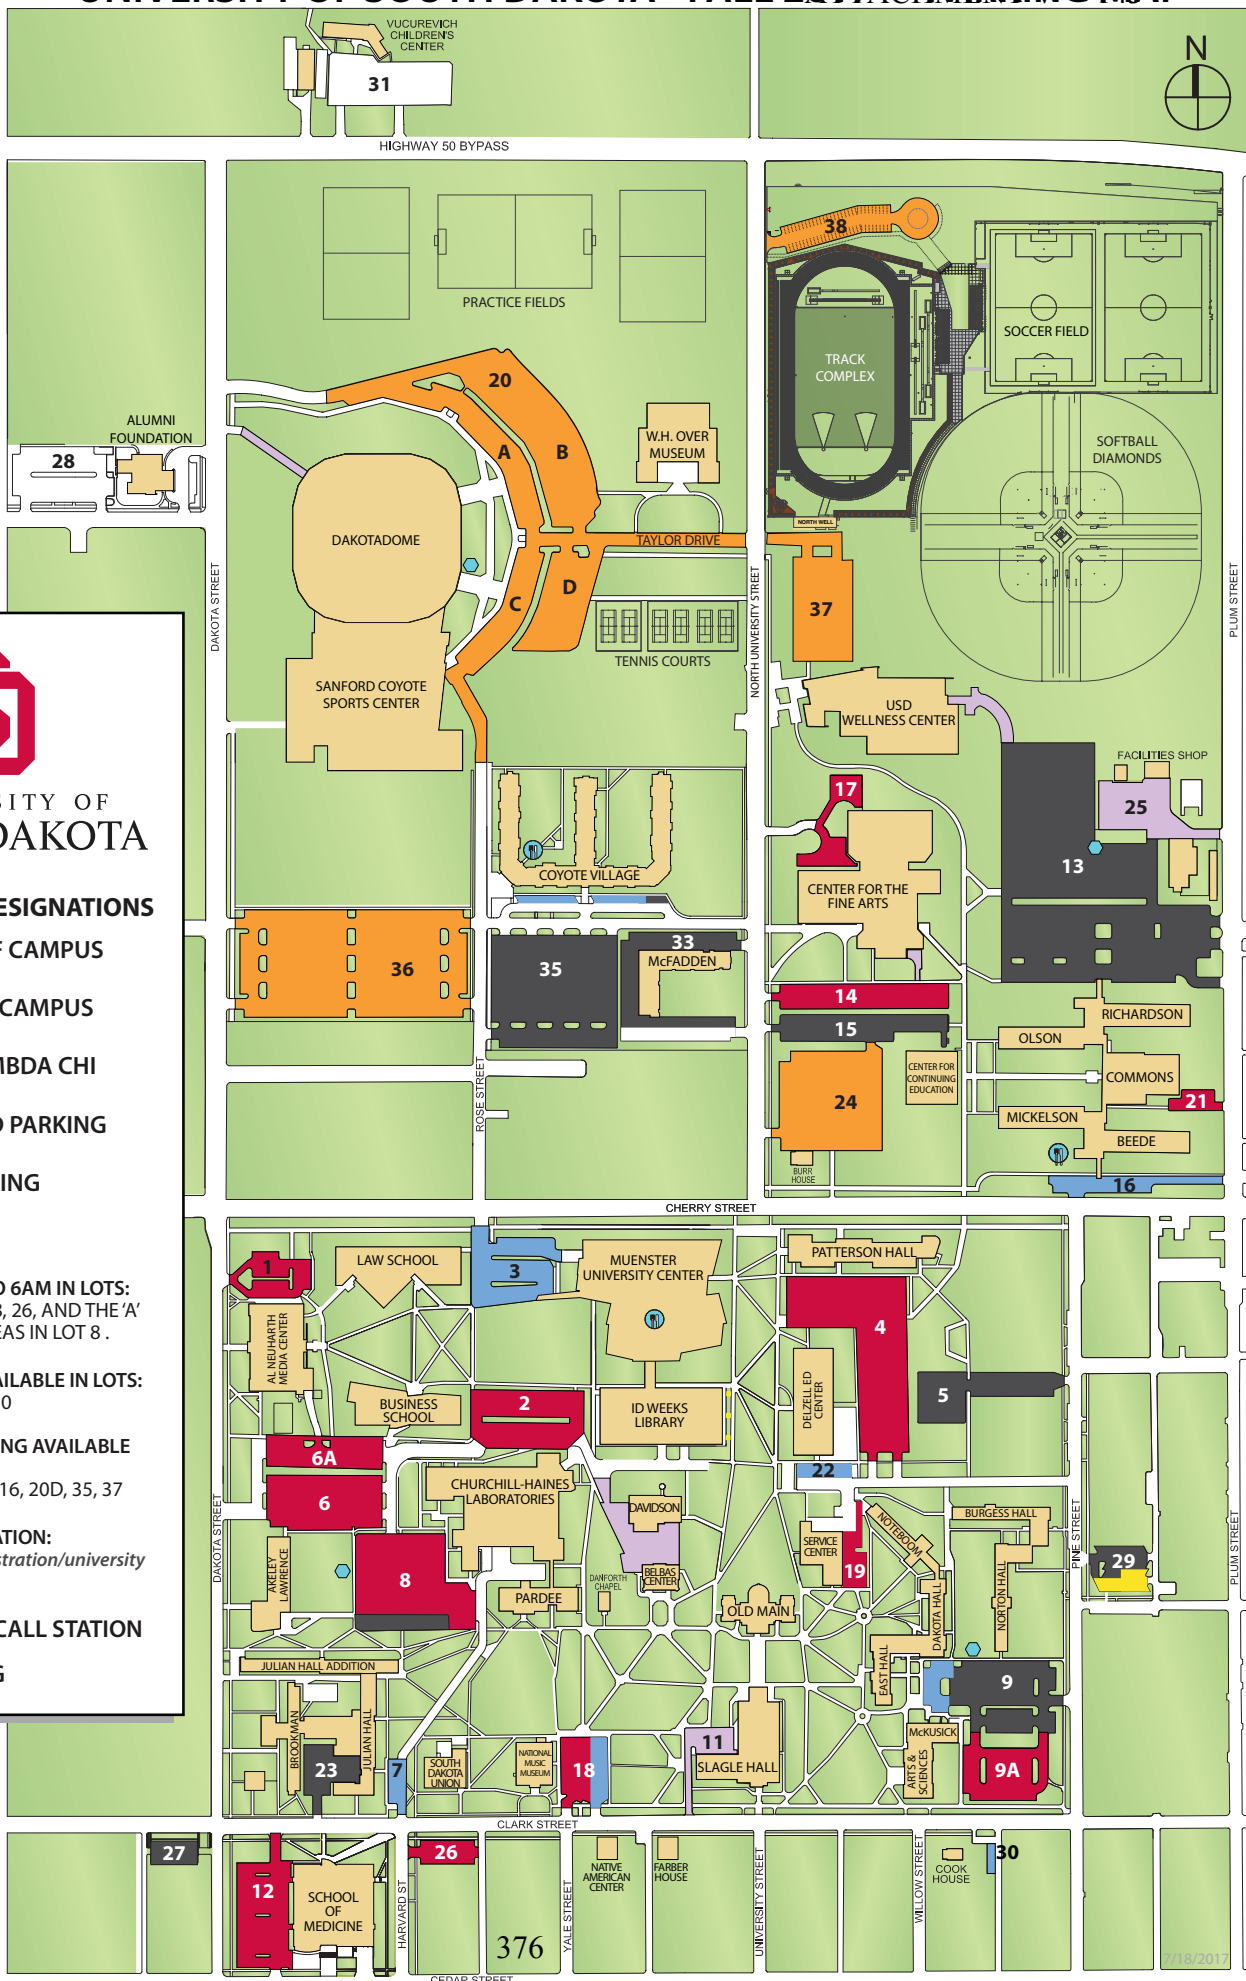 UNIVERSITY OF SOUTH DAKOTA
VUCUREVICH
CHILDREN'S
CENTER
31
N
HIGHWAY 50 BYPASS
38
PRACTICE FIELDS
SOCCER FIELD
TRACK
COMPLEX
20
A
B
W.H. OVER
MUSEUM
ALUMNI
FOUNDATION
28
SOFTBALL
DIAMONDS
NORTH WELL
DAKOTADOME
TAYLOR DRIVE
D
C
37
TENNIS COURTS
DAKOTA STREET
NORTH UNIVERSITY STREET
PLUM STREET
SANFORD COYOTE
SPORTS CENTER
USD
WELLNESS CENTER
FACILITIES SHOP
17
25
SITY OF
DAKOTA
COYOTE VILLAGE
13
CENTER FOR THE
FINE ARTS
ESIGNATIONS
F CAMPUS
CAMPUS
MBDA CHI
D PARKING
ING
33
McFADDEN
36
35
14
15
RICHARDSON
OLSON
CENTER FOR
CONTINUING
EDUCATION
COMMONS
24
21
MICKELSON
BEEDE
ROSE STREET
BURR
HOUSE
16
CHERRY STREET
1
LAW SCHOOL
3
MUENSTER
UNIVERSITY CENTER
PATTERSON HALL
O 6AM IN LOTS:
3, 26, AND THE ‘A’
EAS IN LOT 8 .
AL NEUHARTH
MEDIA CENTER
4
AILABLE IN LOTS:
0
BUSINESS
SCHOOL
2
ID WEEKS
LIBRARY
DELZELL ED
CENTER
5
NG AVAILABLE
16, 20D, 35, 37
6A
6
CHURCHILL-HAINES
LABORATORIES
22
DAVIDSON
SERVICE
CENTER
NOTEBOOM
BURGESS HALL
PINE STREET
DAKOTA STREET
PLUM STREET
ATION:
stration/university
AKELEY
LAWRENCE
8
BELBAS
CENTER
DANFORTH
CHAPEL
19
29
PARDEE
OLD MAIN
DAKOTA HALL
NORTON HALL
CALL STATION
G
JULIAN HALL ADDITION
EAST HALL
9
BROOKMAN
JULIAN HALL
23
7
SOUTH
DAKOTA
UNION
NATIONAL
MUSIC
MUSEUM
18
11
SLAGLE HALL
McKUSICK
ARTS &
SCIENCES
9A
CLARK STREET
27
12
SCHOOL
OF
MEDICINE
HARVARD ST
26
YALE STREET
NATIVE
AMERICAN
CENTER
FARBER
HOUSE
UNIVERSITY STREET
WILLOW STREET
COOK
HOUSE
30
376
CEDAR STREET
7/18/2017